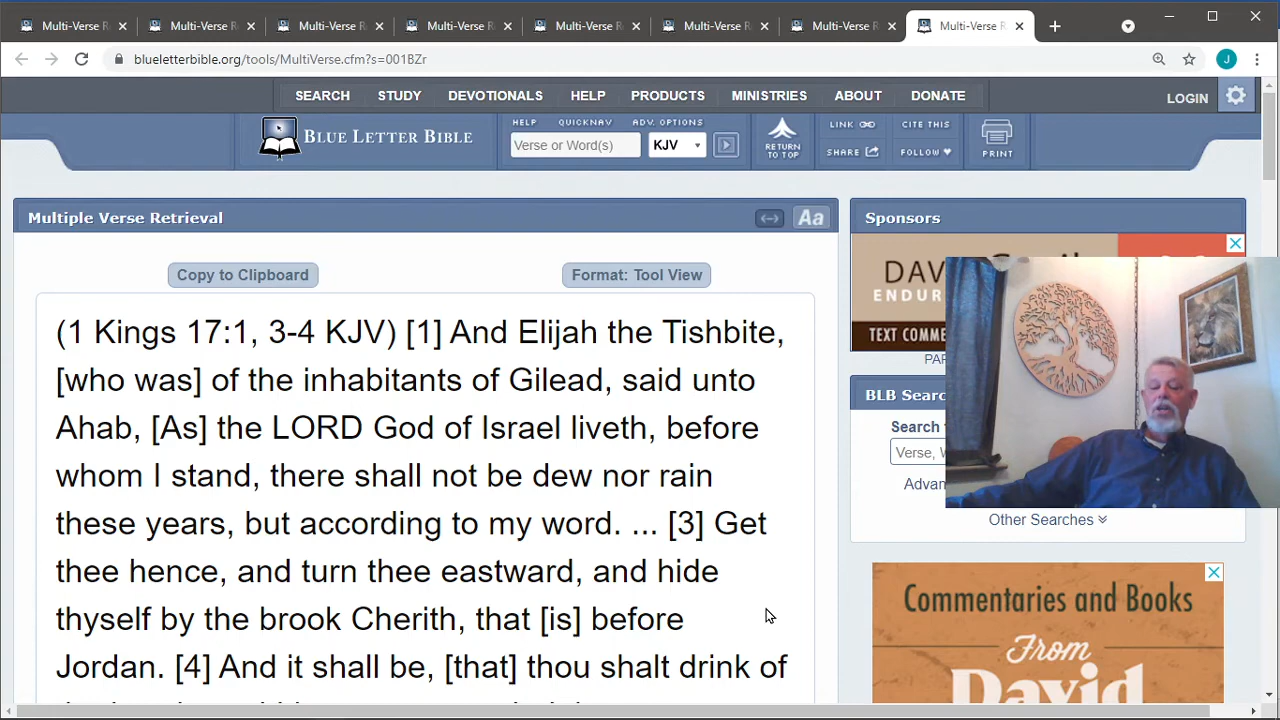 Multi-Verse R
Multi-Verse R
Multi-Verse R
Multi-Verse R
Multi-Verse R
Multi-Verse R
Multi-Verse R
Multi-Verse R
blueletterbible.org/tools/MultiVerse.cfm?s=001BZr
J
SEARCH STUDY DEVOTIONALS HELP PRODUCTS MINISTRIES ABOUT DONATE LOGIN
BLUE LETTER BIBLE
HELP QUICKNAV ADV. OPTIONS
Verse or Word(s) KJV
RETURN TO TOP
LINK CITE THIS
SHARE FOLLOW
PRINT
Multiple Verse Retrieval
Aa
Copy to Clipboard Format: Tool View
(1 Kings 17:1, 3-4 KJV) [1] And Elijah the Tishbite,
[who was] of the inhabitants of Gilead, said unto
Ahab, [As] the LORD God of Israel liveth, before
whom I stand, there shall not be dew nor rain
these years, but according to my word. ... [3] Get
thee hence, and turn thee eastward, and hide
thyself by the brook Cherith, that [is] before
Jordan. [4] And it shall be, [that] thou shalt drink of
Sponsors
DAV
ENDUR
TEXT COMME
PAR
BLB Searc
Search
Verse, W
Advan
Other Searches
Commentaries and Books
From
David